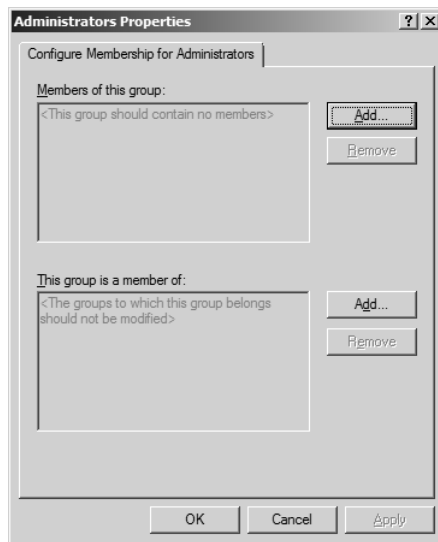 Administrators Properties
Configure Membership for Administrators
Members of this group:
<This group should contain no members>
Add...
Remove
This group is a member of:
<The groups to which this group belongs
should not be modified>
Add...
Remove
OK
Cancel
Apply